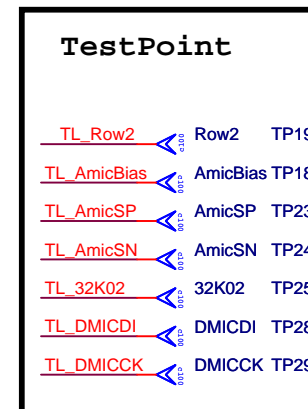 TestPoint
TL_Row2 Row2 TP19
TL_AmicBias AmicBias TP18
TL_AmicSP AmicSP TP23
TL_AmicSN AmicSN TP24
TL_32K02 32K02 TP25
TL_DMICDI DMICDI TP28
TL_DMICCK DMICCK TP29